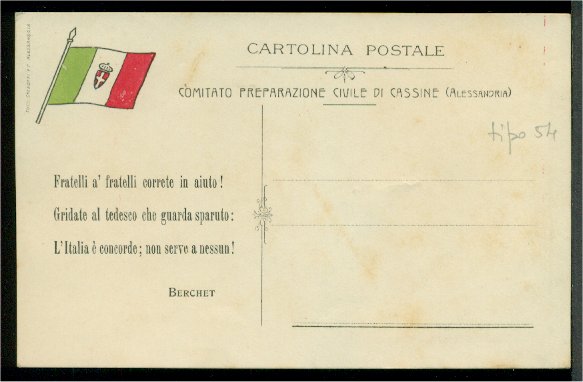 CARTOLINA POSTALE
COMITATO PREPARAZIONE CIVILE DI CASSINE (ALESSANDRIA)
tipo 54
Fratelli a' fratelli correte in aiuto!
Gridate al tedesco che guarda sparuto:
L'Italia è concorde; non serve a nessun!
BERCHET